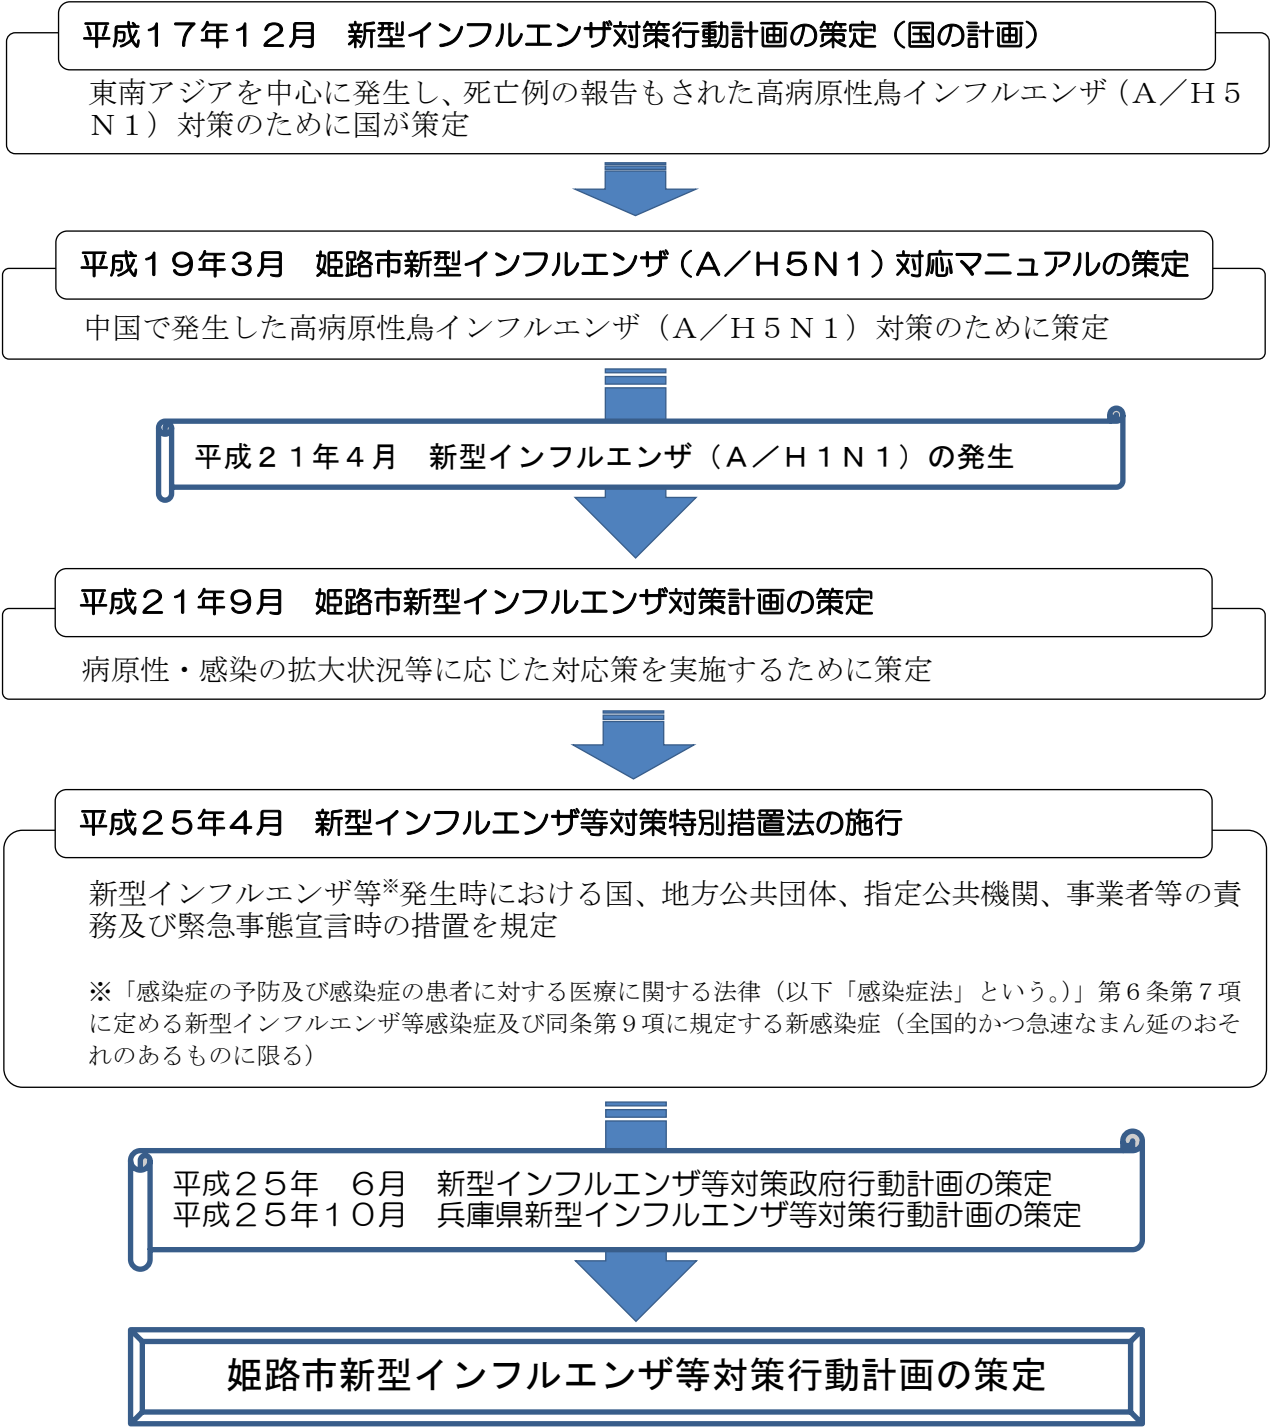 平成１７年１２月　新型インフルエンザ対策行動計画の策定（国の計画）
東南アジアを中心に発生し、死亡例の報告もされた高病原性鳥インフルエンザ（Ａ／Ｈ５
Ｎ１）対策のために国が策定
平成１９年３月　姫路市新型インフルエンザ（Ａ／Ｈ５Ｎ１）対応マニュアルの策定
中国で発生した高病原性鳥インフルエンザ（Ａ／Ｈ５Ｎ１）対策のために策定
平成２１年４月　新型インフルエンザ（Ａ／Ｈ１Ｎ１）の発生
平成２１年９月　姫路市新型インフルエンザ対策計画の策定
病原性・感染の拡大状況等に応じた対応策を実施するために策定
平成２５年４月　新型インフルエンザ等対策特別措置法の施行
新型インフルエンザ等※発生時における国、地方公共団体、指定公共機関、事業者等の責
務及び緊急事態宣言時の措置を規定
※「感染症の予防及び感染症の患者に対する医療に関する法律（以下「感染症法」という。）」第６条第７項
に定める新型インフルエンザ等感染症及び同条第９項に規定する新感染症（全国的かつ急速なまん延のおそ
れのあるものに限る）
平成２５年　６月　新型インフルエンザ等対策政府行動計画の策定
平成２５年１０月　兵庫県新型インフルエンザ等対策行動計画の策定
姫路市新型インフルエンザ等対策行動計画の策定